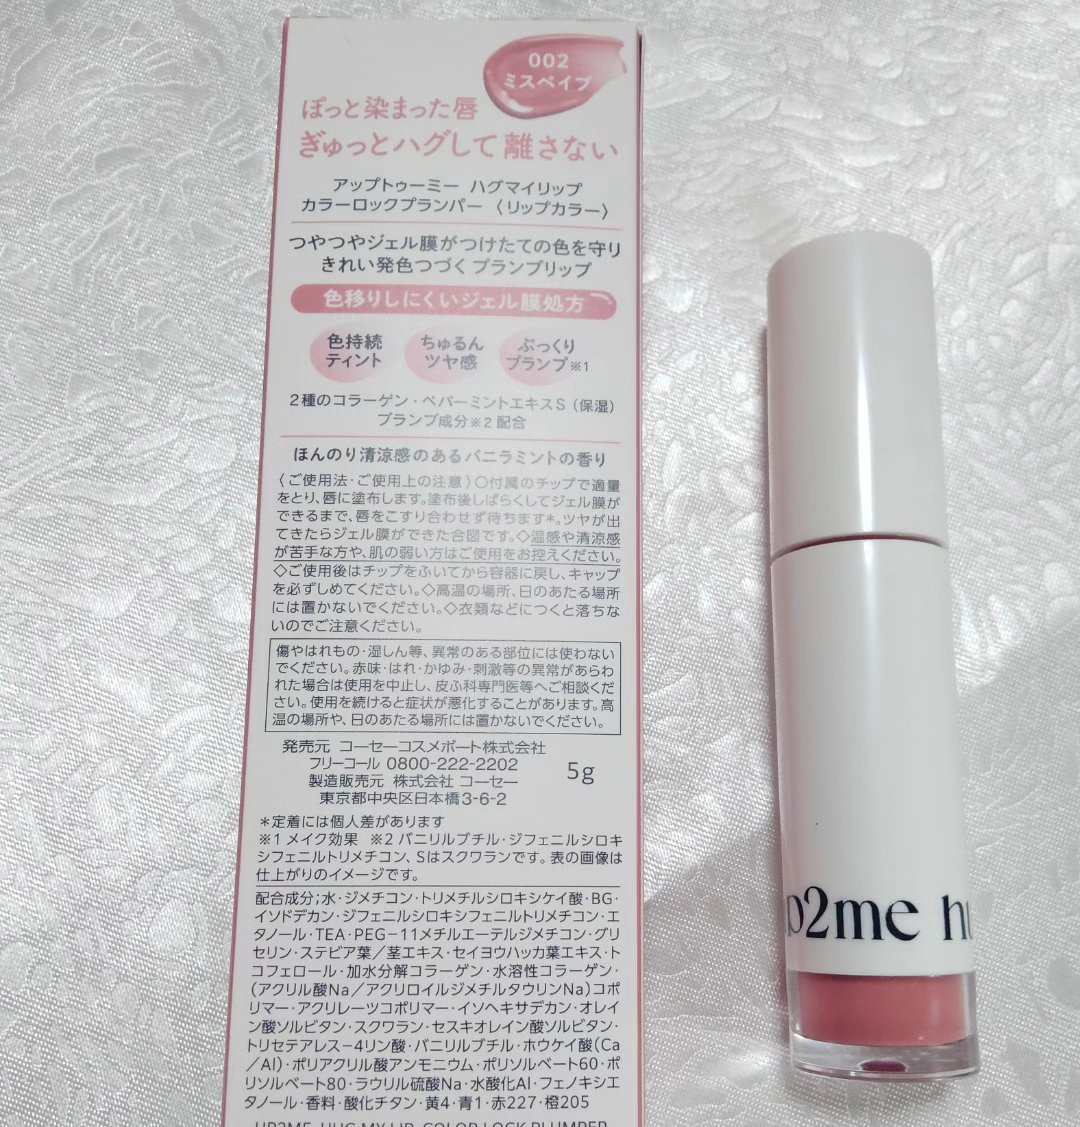 002
ミスベイブ
ぽっと染まった唇
ぎゅっとハグして離さない
アップトゥーミー ハグマイリップ
カラーロックプランパー 〈リップカラー〉
つやつやジェル膜がつけたての色を守り
きれい発色つづくプランプリップ
色移りしにくいジェル膜処方
色持続
ティント
ちゅるん
ツヤ感
ぷっくり
プランプ※1
2種のコラーゲン・ペパーミントエキスS（保湿）
プランプ成分※2 配合
ほんのり清涼感のあるバニラミントの香り
〈ご使用法・ご使用上の注意〉○付属のチップで適量
をとり、唇に塗布します。塗布後しばらくしてジェル膜が
できるまで、唇をこすり合わせず待ちます*。ツヤが出
てきたらジェル膜ができた合図です。◇温感や清涼感
が苦手な方や、肌の弱い方はご使用をお控えください。
◇ご使用後はチップをふいてから容器に戻し、キャップ
を必ずしめてください。◇高温の場所、日のあたる場所
には置かないでください。◇衣類などにつくと落ちな
いのでご注意ください。
傷やはれもの・湿しん等、異常のある部位には使わない
でください。赤味・はれ・かゆみ・刺激等の異常があらわ
れた場合は使用を中止し、皮ふ科専門医等へご相談くだ
さい。使用を続けると症状が悪化することがあります。高
温の場所や、日のあたる場所には置かないでください。
発売元 コーセーコスメポート株式会社
フリーコール 0800-222-2202
製造販売元 株式会社 コーセー
東京都中央区日本橋3-6-2
5g
*定着には個人差があります
※1 メイク効果 ※2 バニリルブチル・ジフェニルシロキ
シフェニルトリメチコン、Sはスクワランです。表の画像は
仕上がりのイメージです。
配合成分；水・ジメチコン・トリメチルシロキシケイ酸・BG・
イソドデカン・ジフェニルシロキシフェニルトリメチコン・エ
タノール・TEA・PEG－11メチルエーテルジメチコン・グリ
セリン・ステビア葉／茎エキス・セイヨウハッカ葉エキス・ト
コフェロール・加水分解コラーゲン・水溶性コラーゲン・
（アクリル酸Na／アクリロイルジメチルタウリンNa）コポ
リマー・アクリレーツコポリマー・イソヘキサデカン・オレイ
ン酸ソルビタン・スクワラン・セスキオレイン酸ソルビタン・
トリセテアレス－4リン酸・バニリルブチル・ホウケイ酸（Ca
／Al）・ポリアクリル酸アンモニウム・ポリソルベート60・ポ
リソルベート80・ラウリル硫酸Na・水酸化Al・フェノキシエ
タノール・香料・酸化チタン・黄4・青1・赤227・橙205
UP2ME HUG MY LIP COLOR LOCK PLUMPER
up2me hu